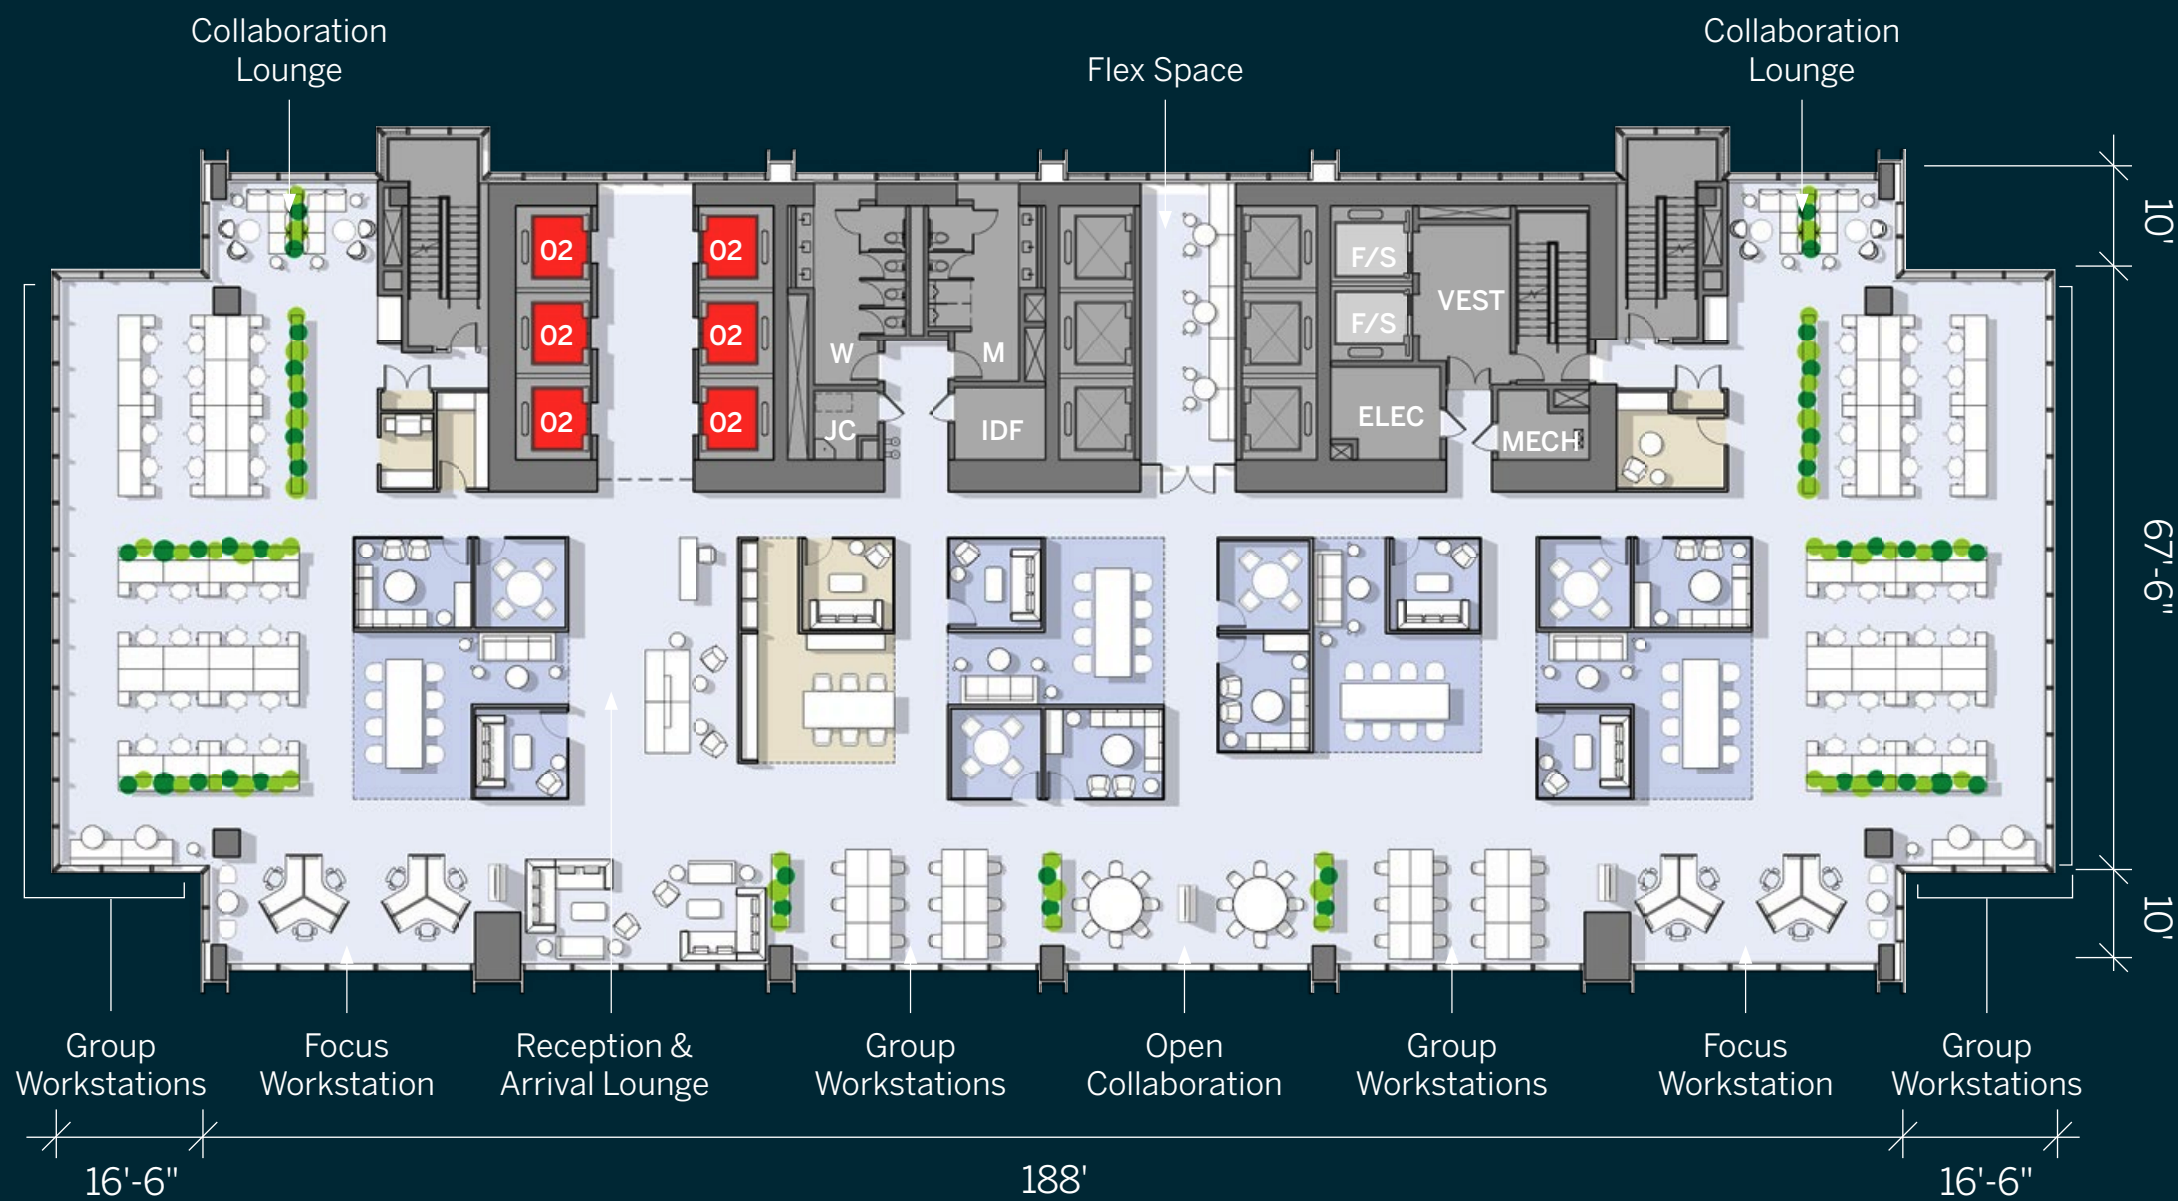 Collaboration
Lounge
Flex Space
Collaboration
Lounge
10'
02
02
F/S
VEST
02
02
F/S
W
M
02
02
JC
IDF
ELEC
MECH
67'-6"
10'
Group
Workstations
Focus
Workstation
Reception &
Arrival Lounge
Group
Workstations
Open
Collaboration
Group
Workstations
Focus
Workstation
Group
Workstations
16'-6"
188'
16'-6"